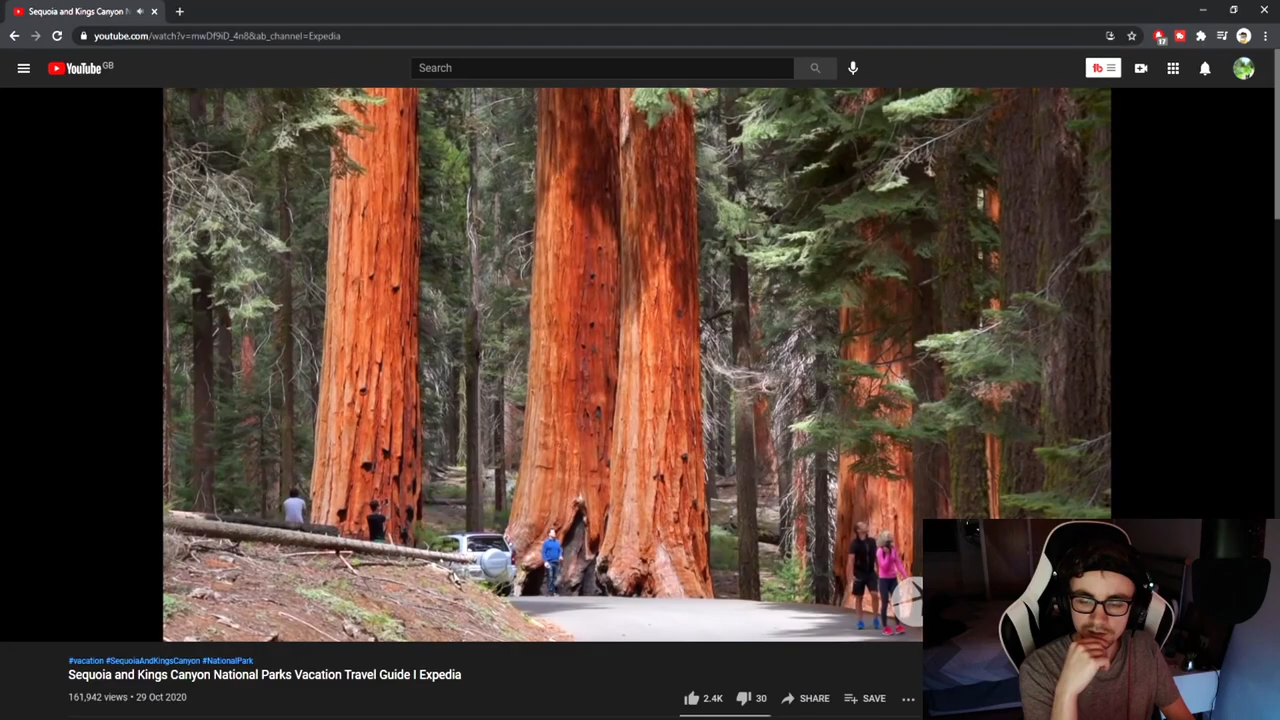 Sequoia and Kings Canyon N
youtube.com/watch?v=mwDf9iD_4n8&ab_channel=Expedia
17
YouTube GB
Search
#vacation #SequoiaAndKingsCanyon #NationalPark
Sequoia and Kings Canyon National Parks Vacation Travel Guide I Expedia
161,942 views • 29 Oct 2020
2.4K
30
SHARE
SAVE